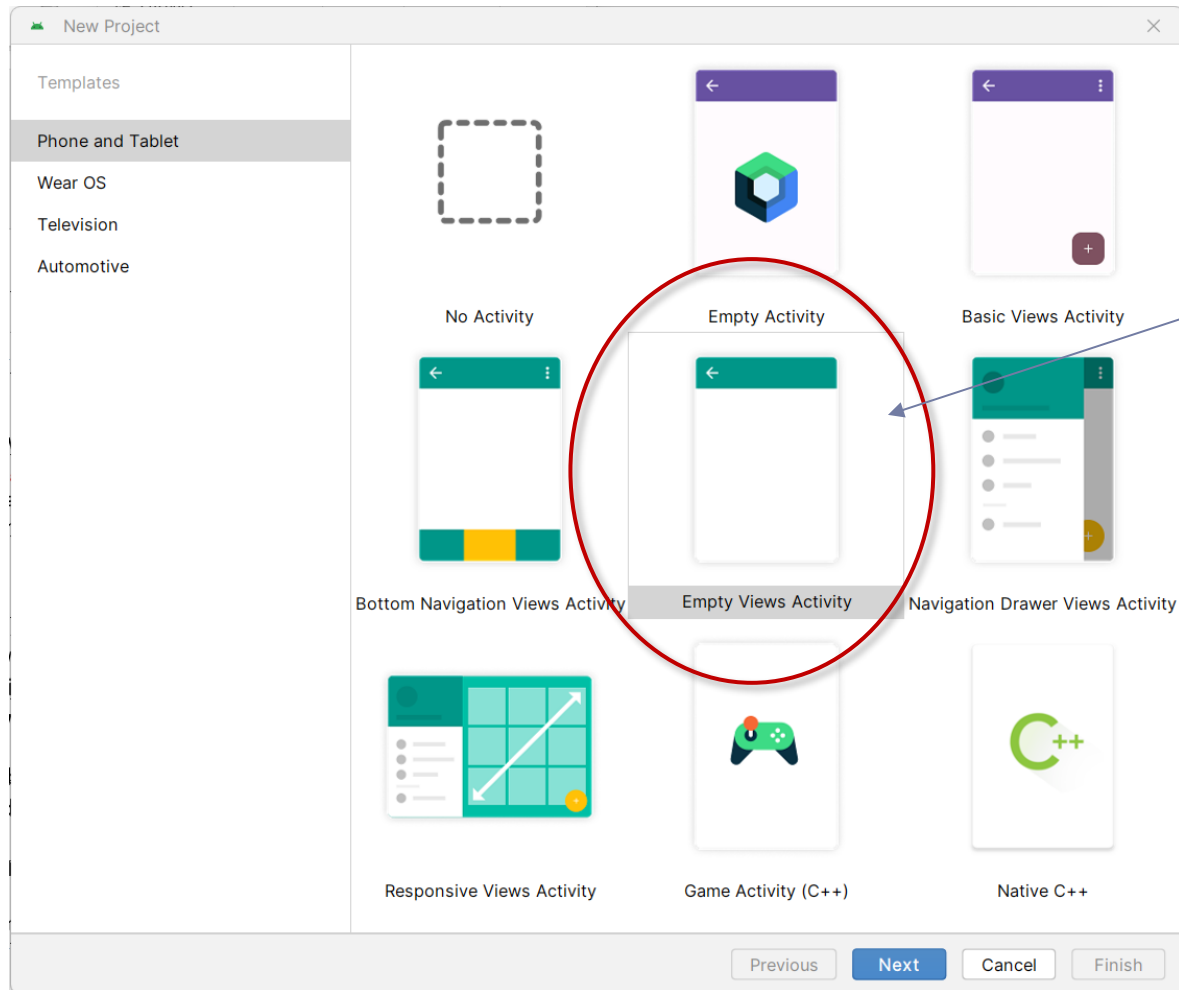 New Project
Templates
Phone and Tablet
Wear OS
Television
Automotive
No Activity
Empty Activity
Basic Views Activity
Bottom Navigation Views Activity
Empty Views Activity
Navigation Drawer Views Activity
Responsive Views Activity
Game Activity (C++)
C++
Native C++
Previous
Next
Cancel
Finish